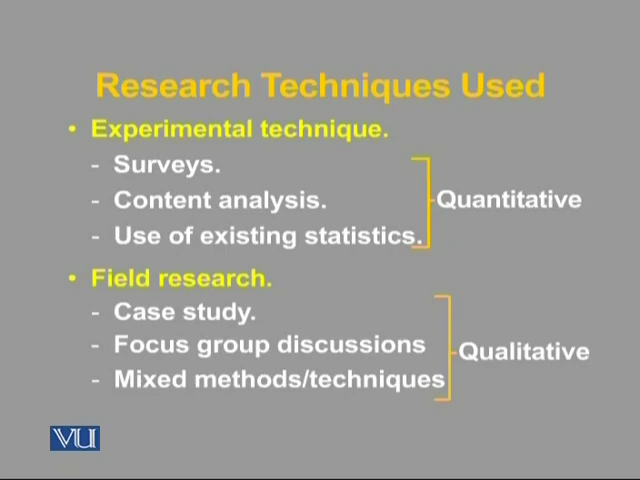 Research Techniques Used
• Experimental technique.
- Surveys.
- Content analysis.
Quantitative
- Use of existing statistics.
• Field research.
- Case study.
- Focus group discussions
Qualitative
- Mixed methods/techniques
VU